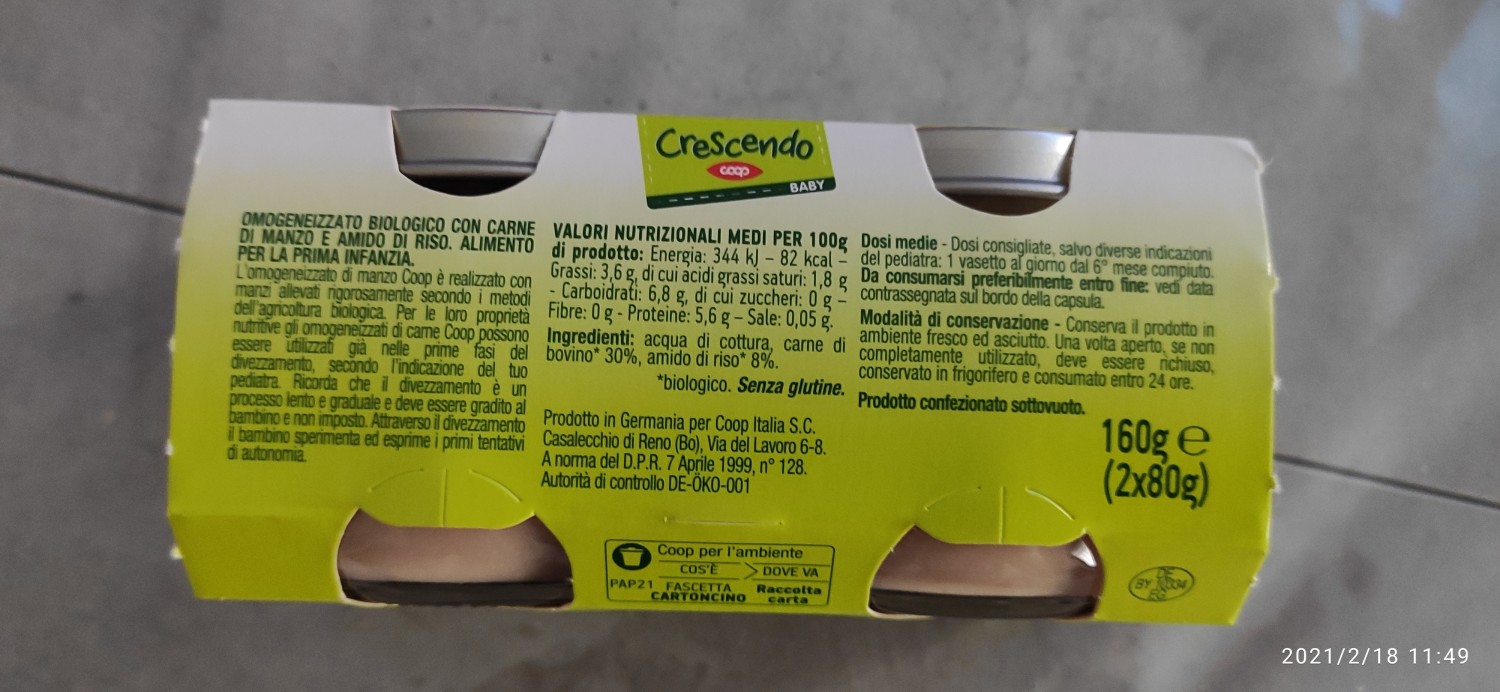 Crescendo
coop
BABY
OMOGENEIZZATO BIOLOGICO CON CARNE
DI MANZO E AMIDO DI RISO. ALIMENTO
PER LA PRIMA INFANZIA.
L'omogeneizzato di manzo Coop è realizzato con
manzi allevati rigorosamente secondo i metodi
dell'agricoltura biologica. Per le loro proprietà
nutritive gli omogeneizzati di carne Coop possono
essere utilizzati già nelle prime fasi del
divezzamento, secondo l'indicazione del tuo
pediatra. Ricorda che il divezzamento è un
processo lento e graduale e deve essere gradito al
bambino e non imposto. Attraverso il divezzamento
il bambino sperimenta ed esprime i primi tentativi
di autonomia.
VALORI NUTRIZIONALI MEDI PER 100g
di prodotto: Energia: 344 kJ – 82 kcal –
Grassi: 3,6 g, di cui acidi grassi saturi: 1,8 g
- Carboidrati: 6,8 g, di cui zuccheri: 0 g –
Fibre: 0 g - Proteine: 5,6 g – Sale: 0,05 g.
Ingredienti: acqua di cottura, carne di
bovino* 30%, amido di riso* 8%.
*biologico. Senza glutine.
Prodotto in Germania per Coop Italia S.C.
Casalecchio di Reno (Bo), Via del Lavoro 6-8.
A norma del D.P.R. 7 Aprile 1999, n° 128.
Autorità di controllo DE-ÖKO-001
Dosi medie - Dosi consigliate, salvo diverse indicazioni
del pediatra: 1 vasetto al giorno dal 6° mese compiuto.
Da consumarsi preferibilmente entro fine: vedi data
contrassegnata sul bordo della capsula.
Modalità di conservazione - Conserva il prodotto in
ambiente fresco ed asciutto. Una volta aperto, se non
completamente utilizzato, deve essere richiuso,
conservato in frigorifero e consumato entro 24 ore.
Prodotto confezionato sottovuoto.
160g e
(2x80g)
Coop per l'ambiente
COS'È DOVE VA
PAP21 FASCETTA Raccolta
CARTONCINO carta
DE
BY
EG
2021/2/18 11:49